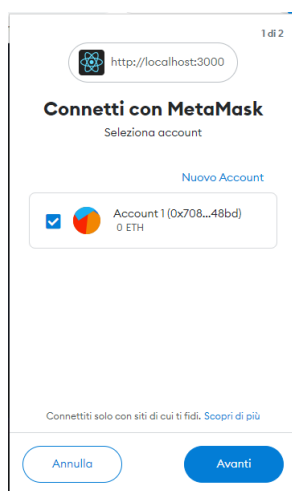 1 di 2
http://localhost:3000
Connetti con MetaMask
Seleziona account
Nuovo Account
Account 1 (0x708...48bd)
0 ETH
Connettiti solo con siti di cui ti fidi. Scopri di più
Annulla
Avanti